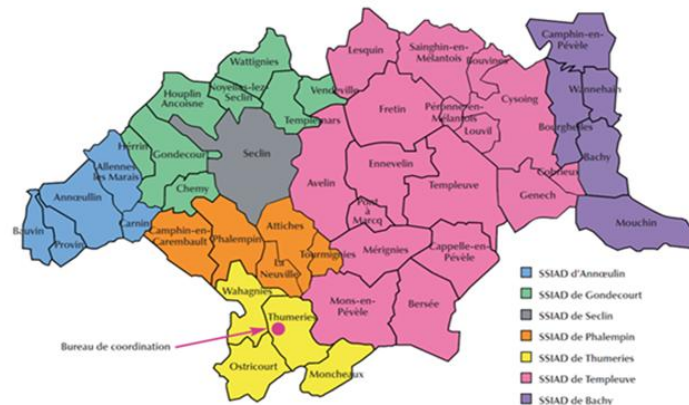 Camphin-en-
Pévèle
Lesquin
Sainghin-en-
Mélantois
Bouvines
Wattignies
Wannehain
Cysoing
Noyelles-lez-
Seclin
Vendeville
Houplin
Ancoisne
Fretin
Péronne-en-
Mélantois
Templemars
Louvil
Bourghelles
Hérrin
Seclin
Gondecourt
Bachy
Ennevelin
Allennes
les Marais
Cobrieux
Avelin
Templeuve
Chemy
Genech
Annœullin
Pont
à
Marcq
Mouchin
Attiches
Carnin
Bauvin
Provin
Camphin-en-
Carembault
Phalempin
Tourmignies
Mérignies
Cappelle-en-
Pévèle
La
Neuville
Wahagnies
Mons-en-
Pévèle
Bersée
Thumeries
Bureau de coordination
Ostricourt
Moncheaux
SSIAD d'Annœulin
SSIAD de Gondecourt
SSIAD de Seclin
SSIAD de Phalempin
SSIAD de Thumeries
SSIAD de Templeuve
SSIAD de Bachy